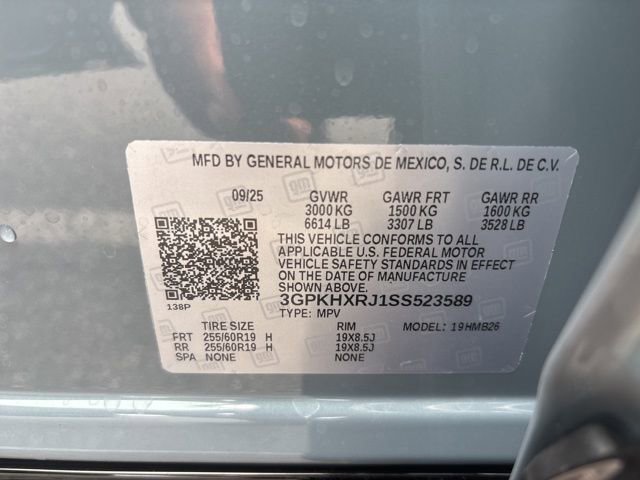 MFD BY GENERAL MOTORS DE MEXICO, S. DE R.L. DE C.V.
09/25 GVWR GAWR FRT GAWR RR
3000 KG 1500 KG 1600 KG
6614 LB 3307 LB 3528 LB
THIS VEHICLE CONFORMS TO ALL
APPLICABLE U.S. FEDERAL MOTOR
VEHICLE SAFETY STANDARDS IN EFFECT
ON THE DATE OF MANUFACTURE
SHOWN ABOVE.
138P 3GPKHXRJ1SS523589
TYPE: MPV
TIRE SIZE RIM MODEL: 19HMB26
FRT 255/60R19 H 19X8.5J
RR 255/60R19 H 19X8.5J
SPA NONE NONE